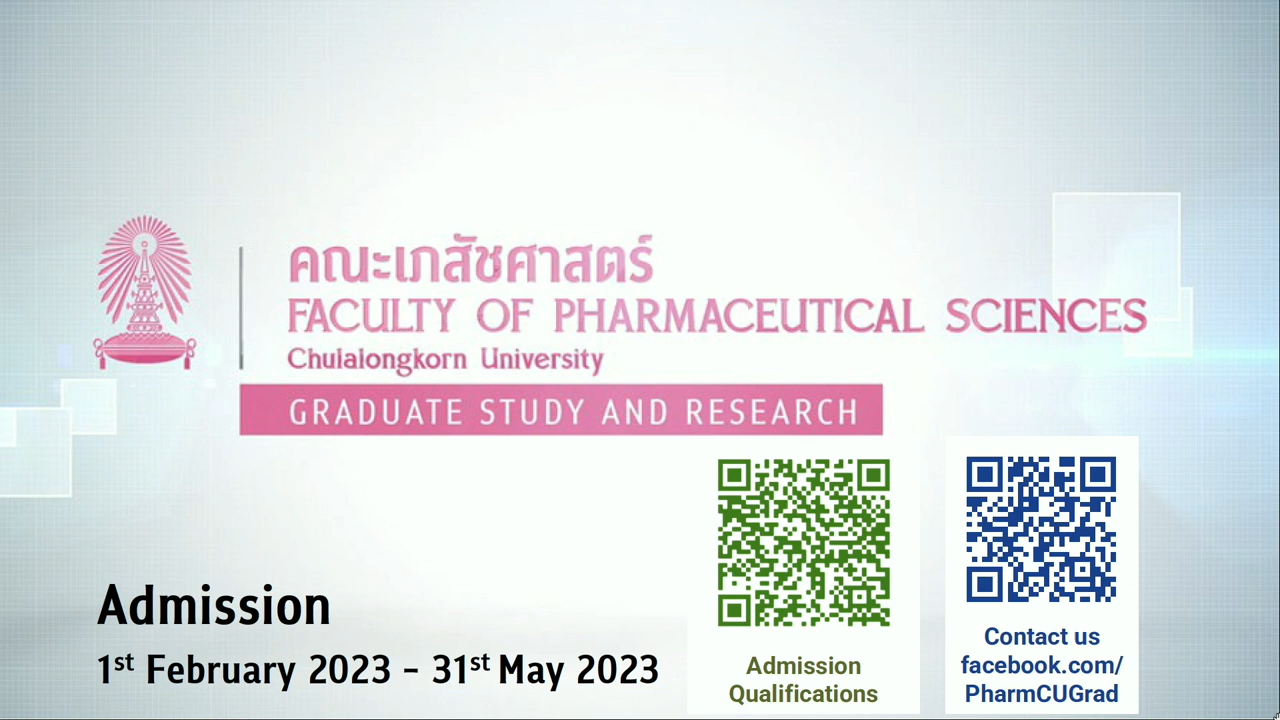 คณะเภสัชศาสตร์
FACULTY OF PHARMACEUTICAL SCIENCES
Chulalongkorn University
GRADUATE STUDY AND RESEARCH
Admission
1st February 2023 – 31st May 2023
Admission
Qualifications
Contact us
facebook.com/
PharmCUGrad